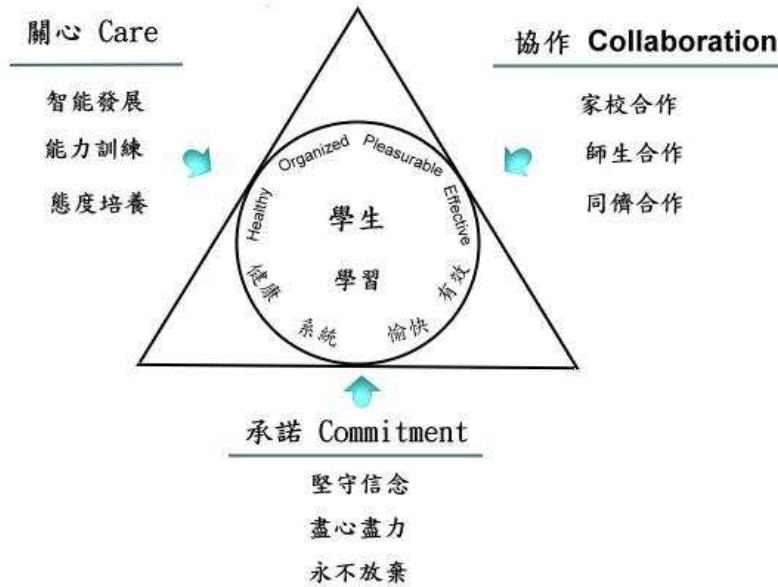 關心 Care
智能發展
能力訓練
態度培養
協作 Collaboration
家校合作
師生合作
同儕合作
Healthy Organized Pleasurable Effective
學生
學習
健康 系統 愉快 有效
承諾 Commitment
堅守信念
盡心盡力
永不放棄